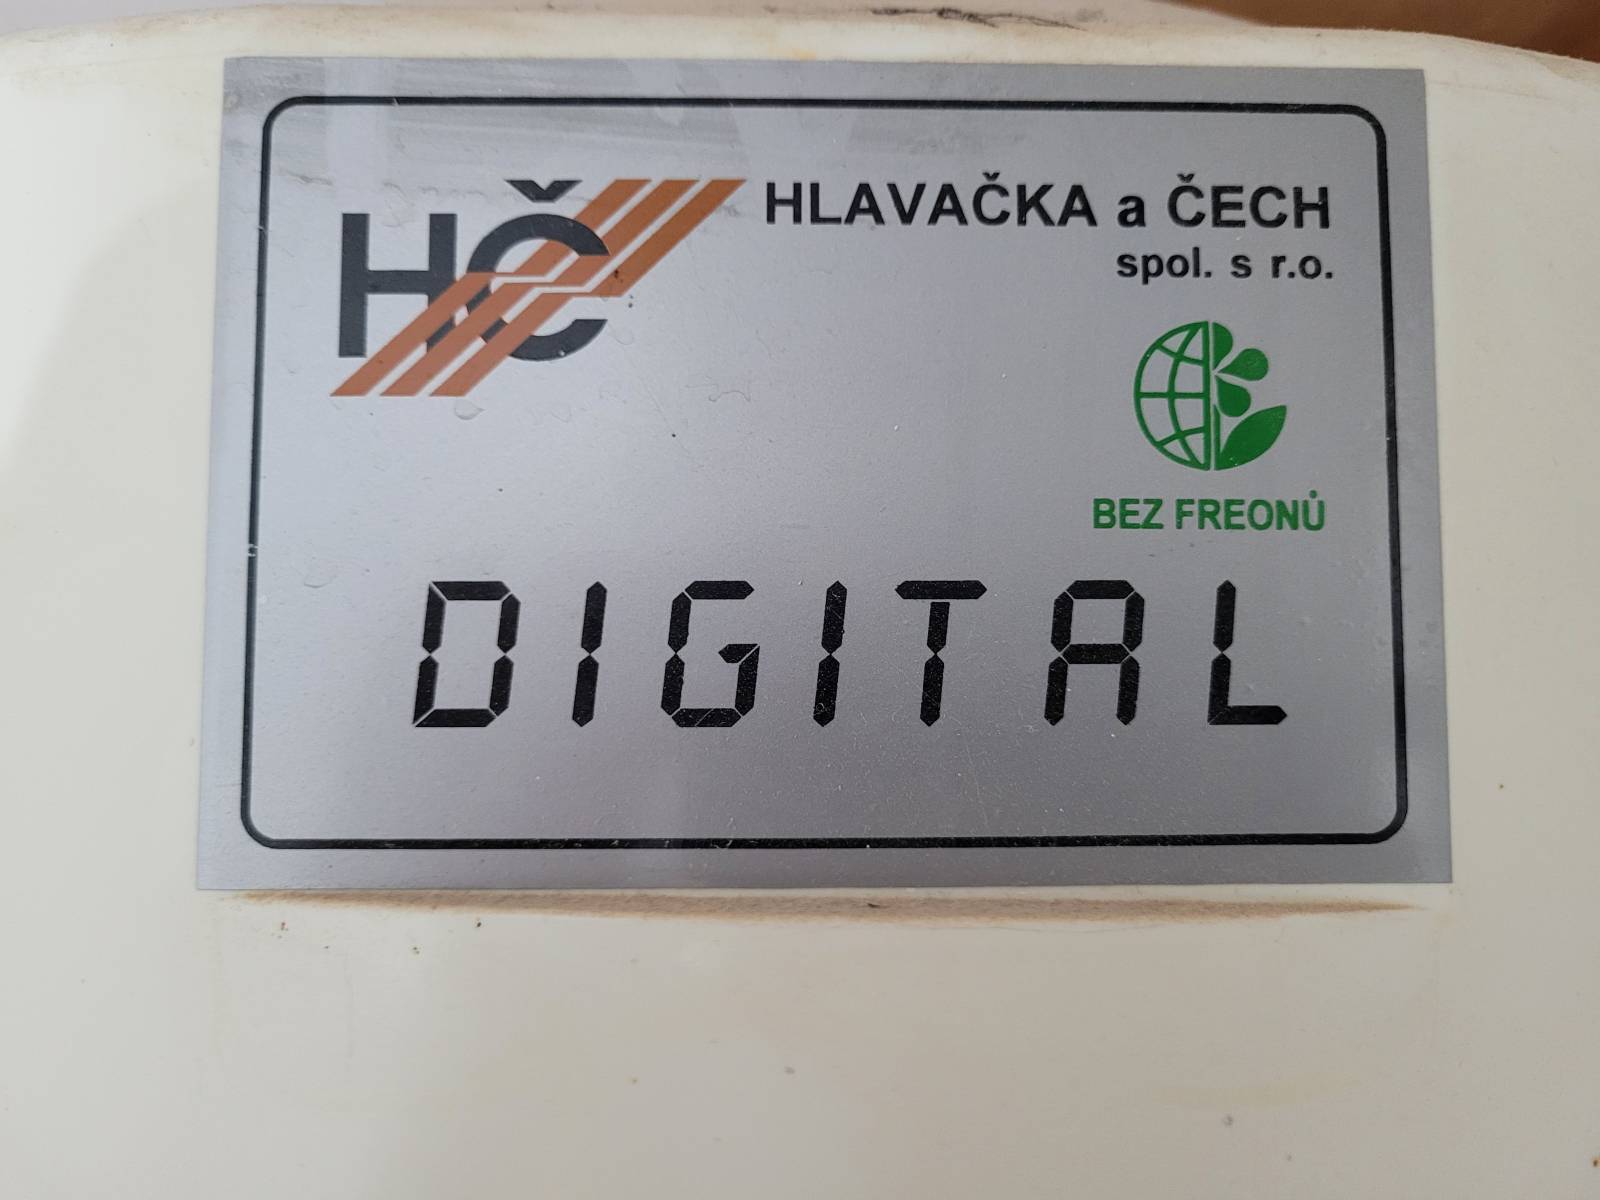 HČ
HLAVAČKA a ČECH
spol. s r.o.
BEZ FREONŮ
DIGITAL